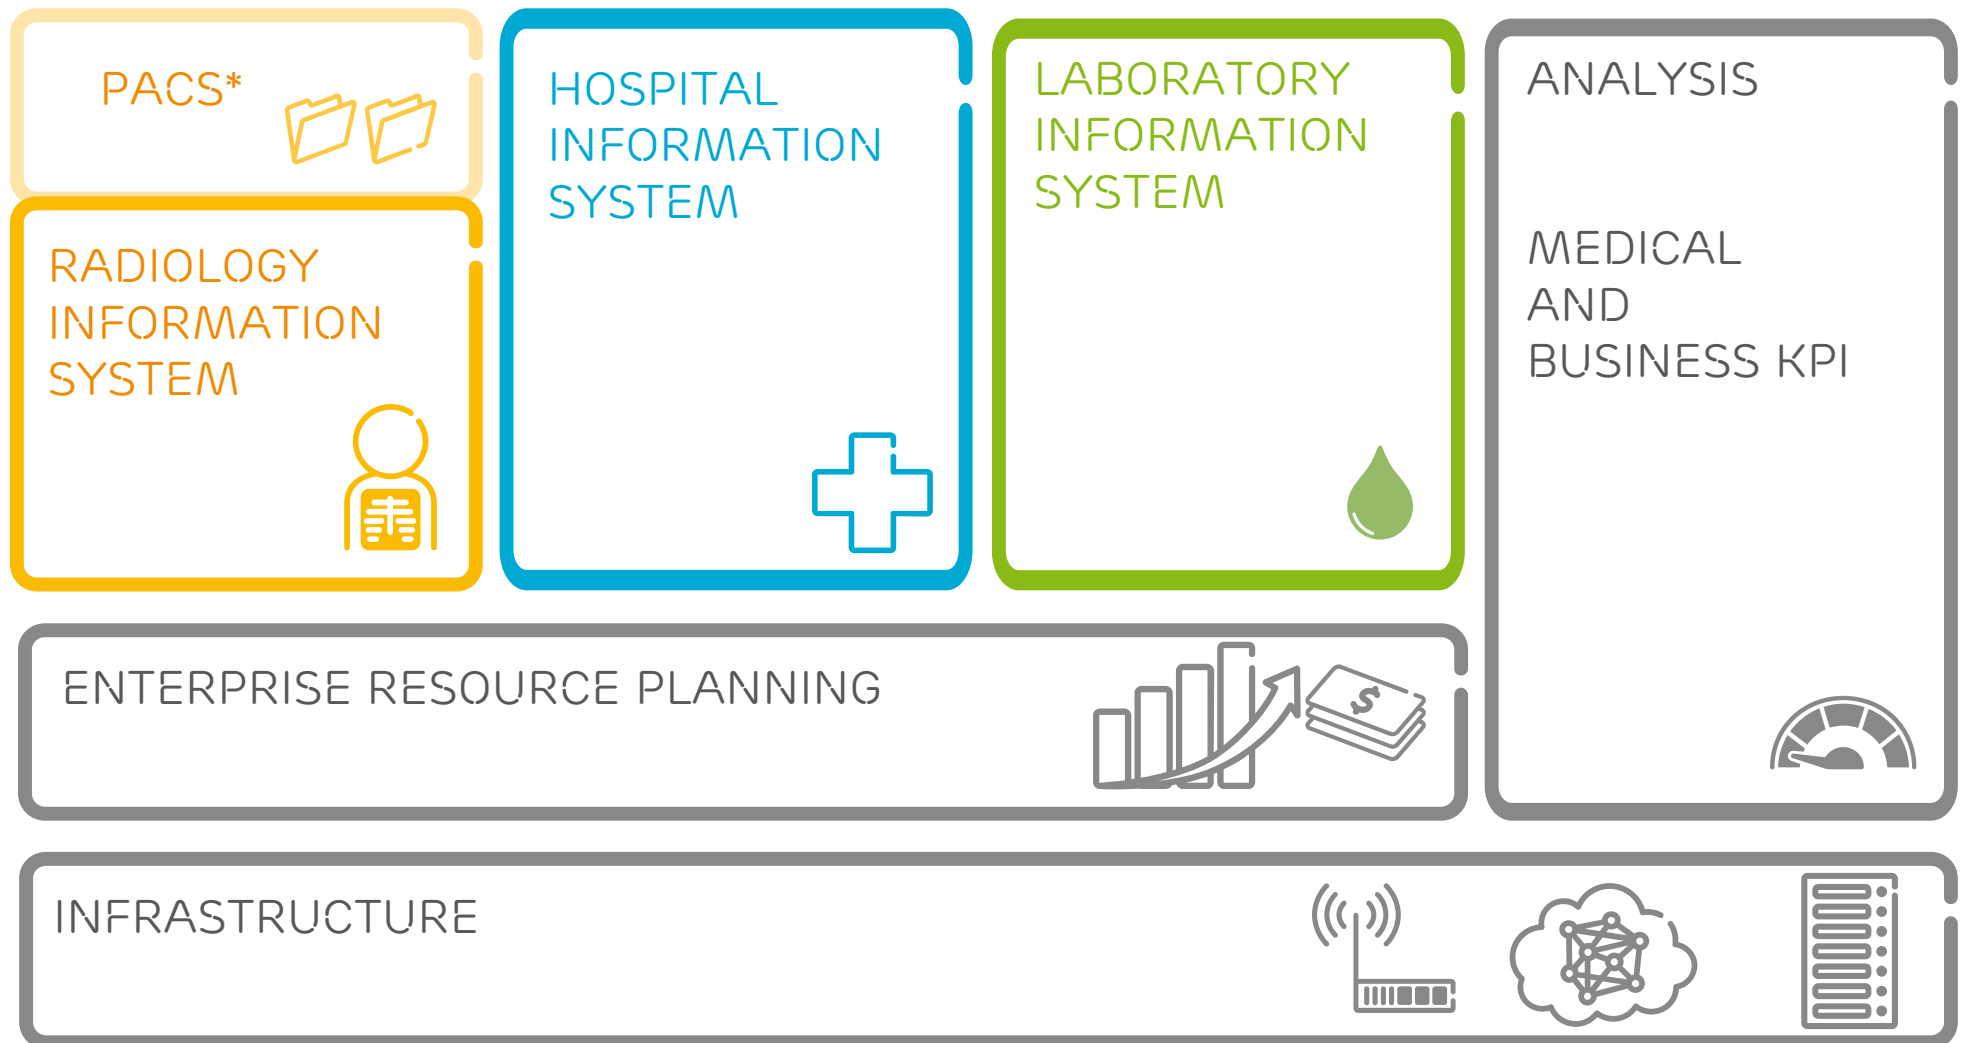 PACS*
RADIOLOGY
INFORMATION
SYSTEM
HOSPITAL
INFORMATION
SYSTEM
LABORATORY
INFORMATION
SYSTEM
ANALYSIS
MEDICAL
AND
BUSINESS KPI
ENTERPRISE RESOURCE PLANNING
$
INFRASTRUCTURE